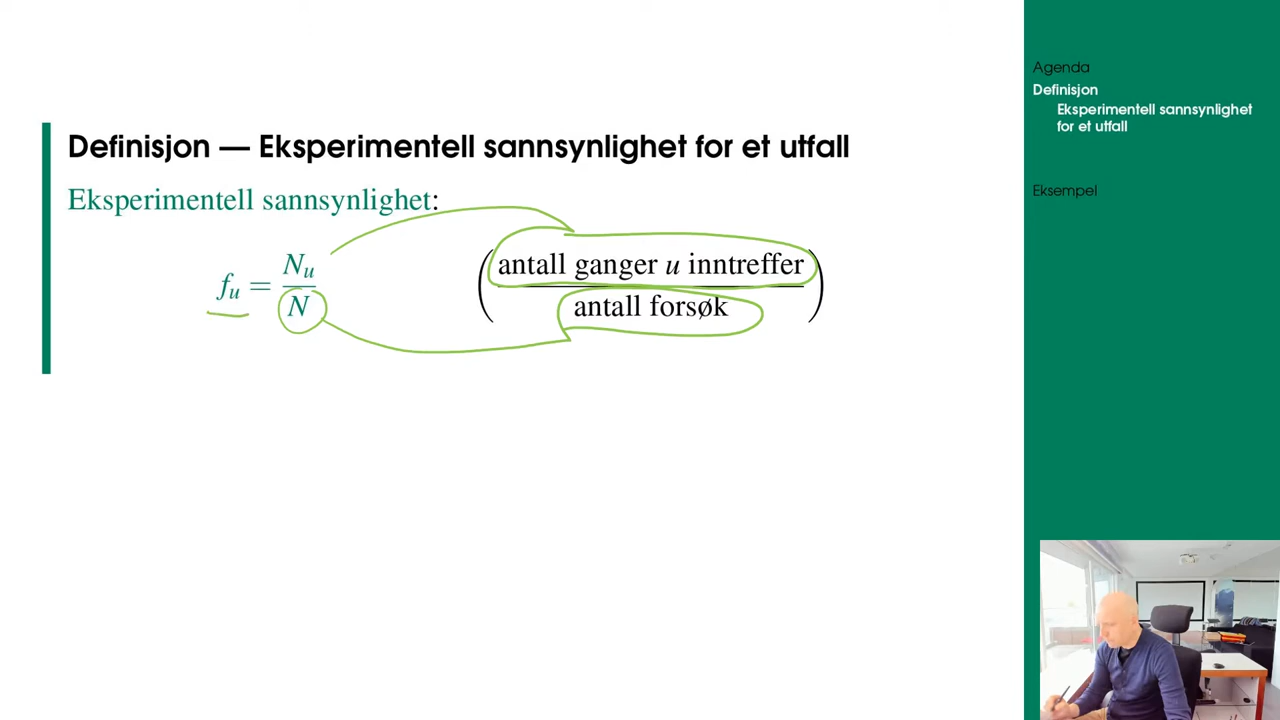 Definisjon — Eksperimentell sannsynlighet for et utfall
Eksperimentell sannsynlighet:
f_u = N_u / N
(antall ganger u inntreffer / antall forsøk)
Agenda
Definisjon
Eksperimentell sannsynlighet
for et utfall
Eksempel